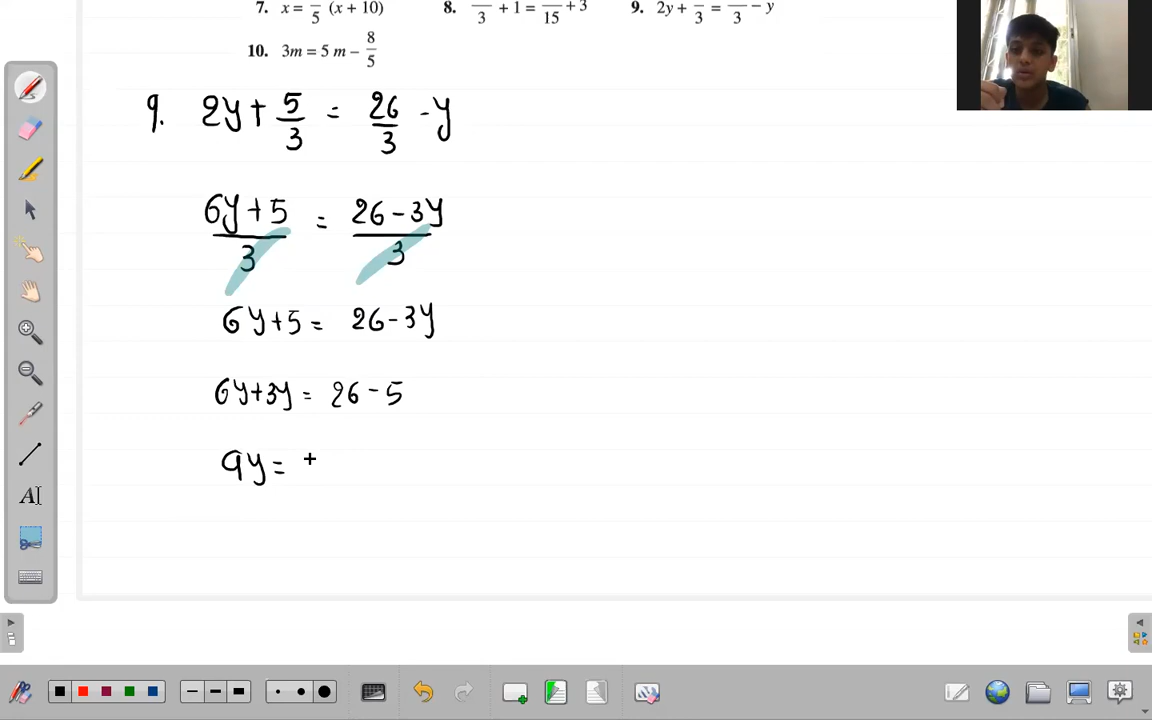 7. x = 5 (x + 10) 8. 3 + 1 = 15 + 3 9. 2y + 3 = 3 − y
10. 3m = 5 m − 8/5
9. 2y + 5/3 = 26/3 - y
6y + 5/3 = 26 - 3y/3
6y + 5 = 26 - 3y
6y + 3y = 26 - 5
9y =
A